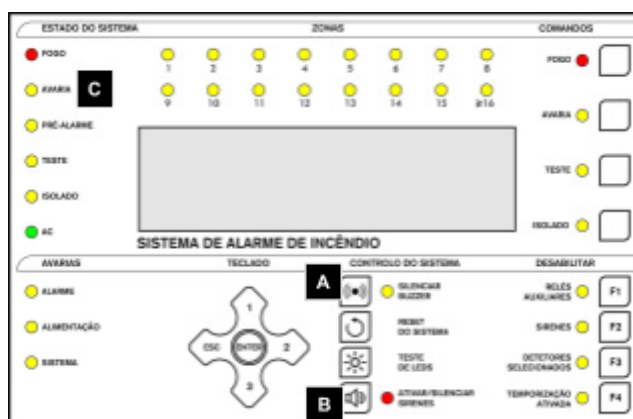 ESTADO DO SISTEMA ZONAS COMANDOS
FOGO
1 2 3 4 5 6 7 8
FOGO
AVARIA C
9 10 11 12 13 14 15 ≥16
AVARIA
PRÉ-ALARME
TESTE
TESTE
ISOLADO
ISOLADO
AC
SISTEMA DE ALARME DE INCÊNDIO
AVARIAS TECLADO CONTROLO DO SISTEMA DESABILITAR
ALARME
ALIMENTAÇÃO
SISTEMA
1
ESC ENTER 2
3
A
SILENCIAR
BUZZER
RESET
DO SISTEMA
TESTE
DE LEDS
B
ATIVAR/SILENCIAR
SIRENES
RELÉS
AUXILIARES F1
SIRENES F2
DETETORES
SELECIONADOS F3
TEMPORIZAÇÃO
ATIVADA F4